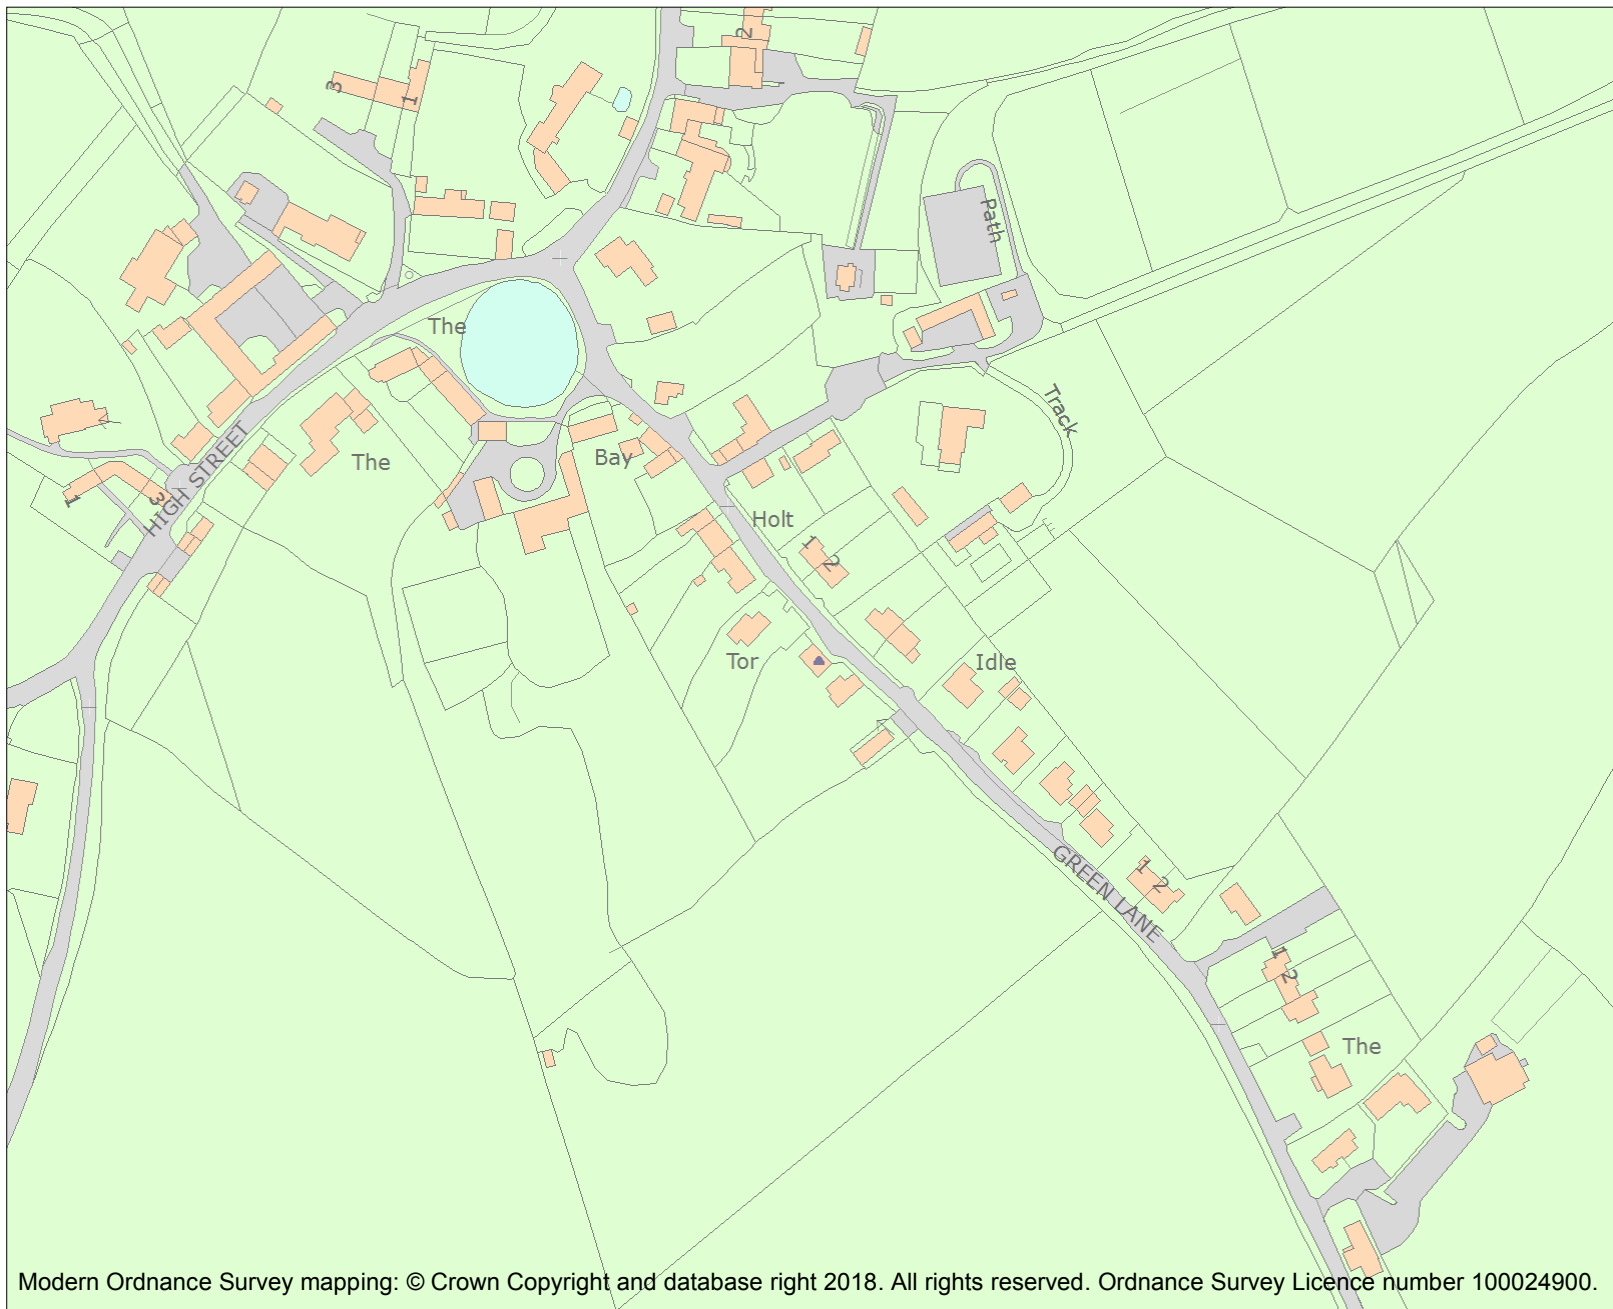 2
3
1
Path
The
Track
The
Bay
HIGH STREET
1
3
Holt
1 2
Tor
Idle
GREEN LANE
1 2
1 2
The
Modern Ordnance Survey mapping: © Crown Copyright and database right 2018. All rights reserved. Ordnance Survey Licence number 100024900.